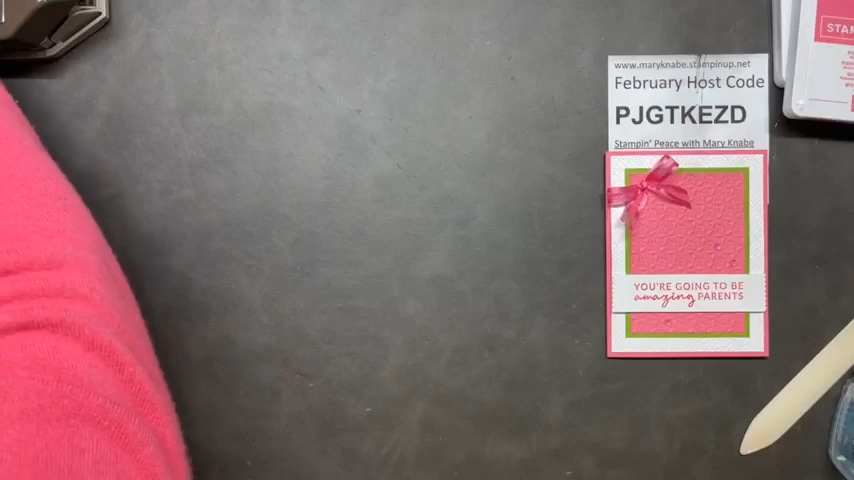 www.maryknabe.stampinup.net
February Host Code
PJGTKEZD
Stampin' Peace with Mary Knabe
YOU'RE GOING TO BE
amazing PARENTS
STAM